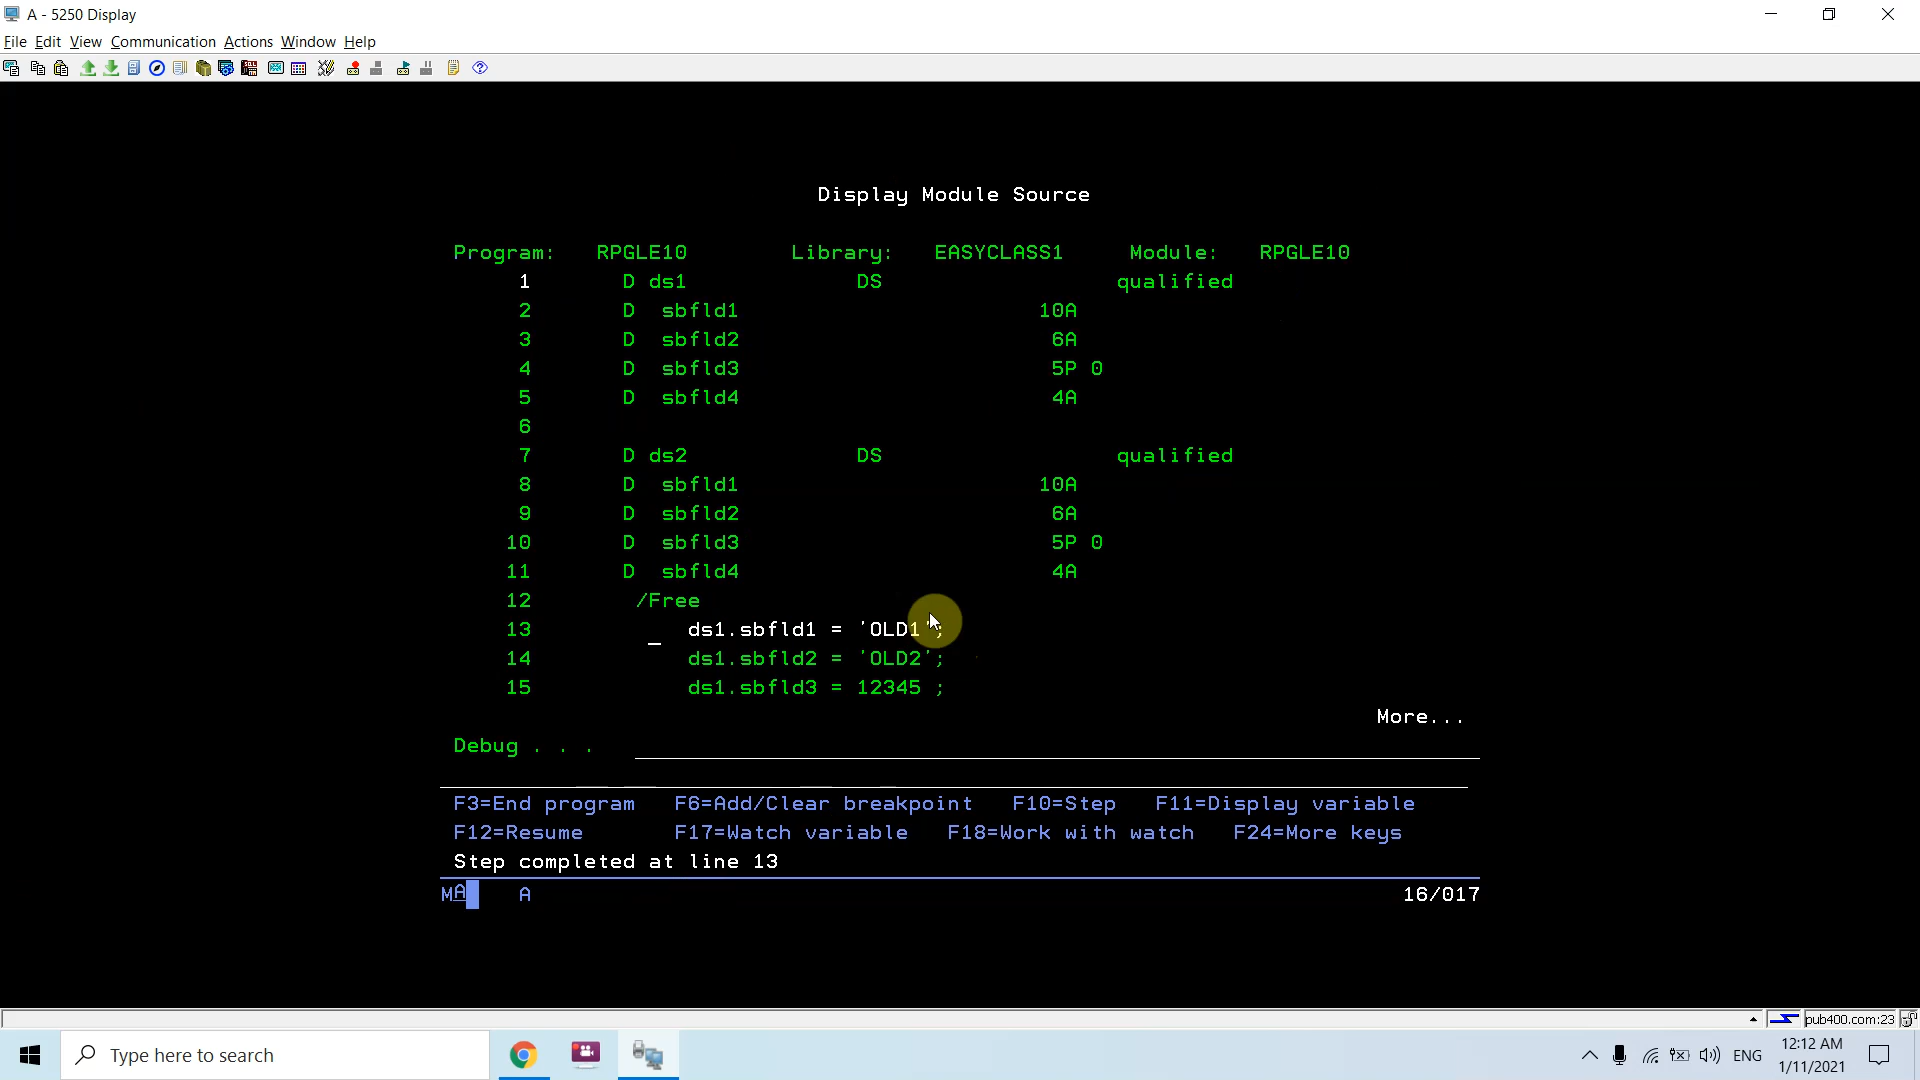 A - 5250 Display
File Edit View Communication Actions Window Help
Display Module Source
Program: RPGLE10 Library: EASYCLASS1 Module: RPGLE10
1 D ds1 DS qualified
2 D sbfld1 10A
3 D sbfld2 6A
4 D sbfld3 5P 0
5 D sbfld4 4A
6
7 D ds2 DS qualified
8 D sbfld1 10A
9 D sbfld2 6A
10 D sbfld3 5P 0
11 D sbfld4 4A
12 /Free
13 ds1.sbfld1 = 'OLD1';
14 ds1.sbfld2 = 'OLD2';
15 ds1.sbfld3 = 12345 ;
More...
Debug . . .
F3=End program F6=Add/Clear breakpoint F10=Step F11=Display variable
F12=Resume F17=Watch variable F18=Work with watch F24=More keys
Step completed at line 13
MA A 16/017
pub400.com:23
Type here to search
ENG
12:12 AM
1/11/2021